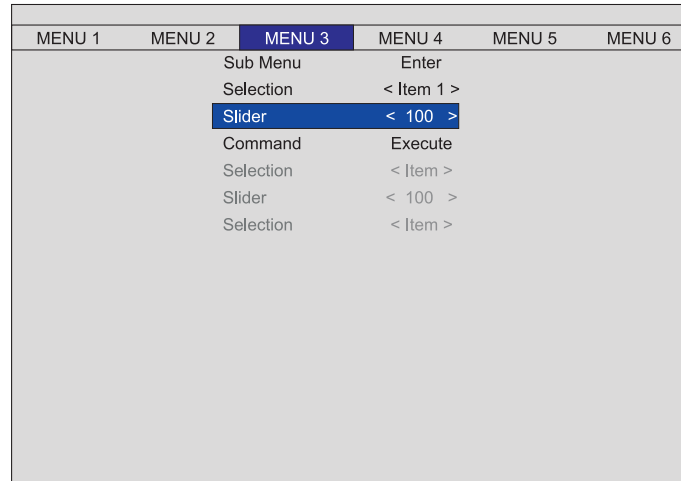 MENU 1 MENU 2 MENU 3 MENU 4 MENU 5 MENU 6
Sub Menu Enter
Selection < Item 1 >
Slider < 100 >
Command Execute
Selection < Item >
Slider < 100 >
Selection < Item >